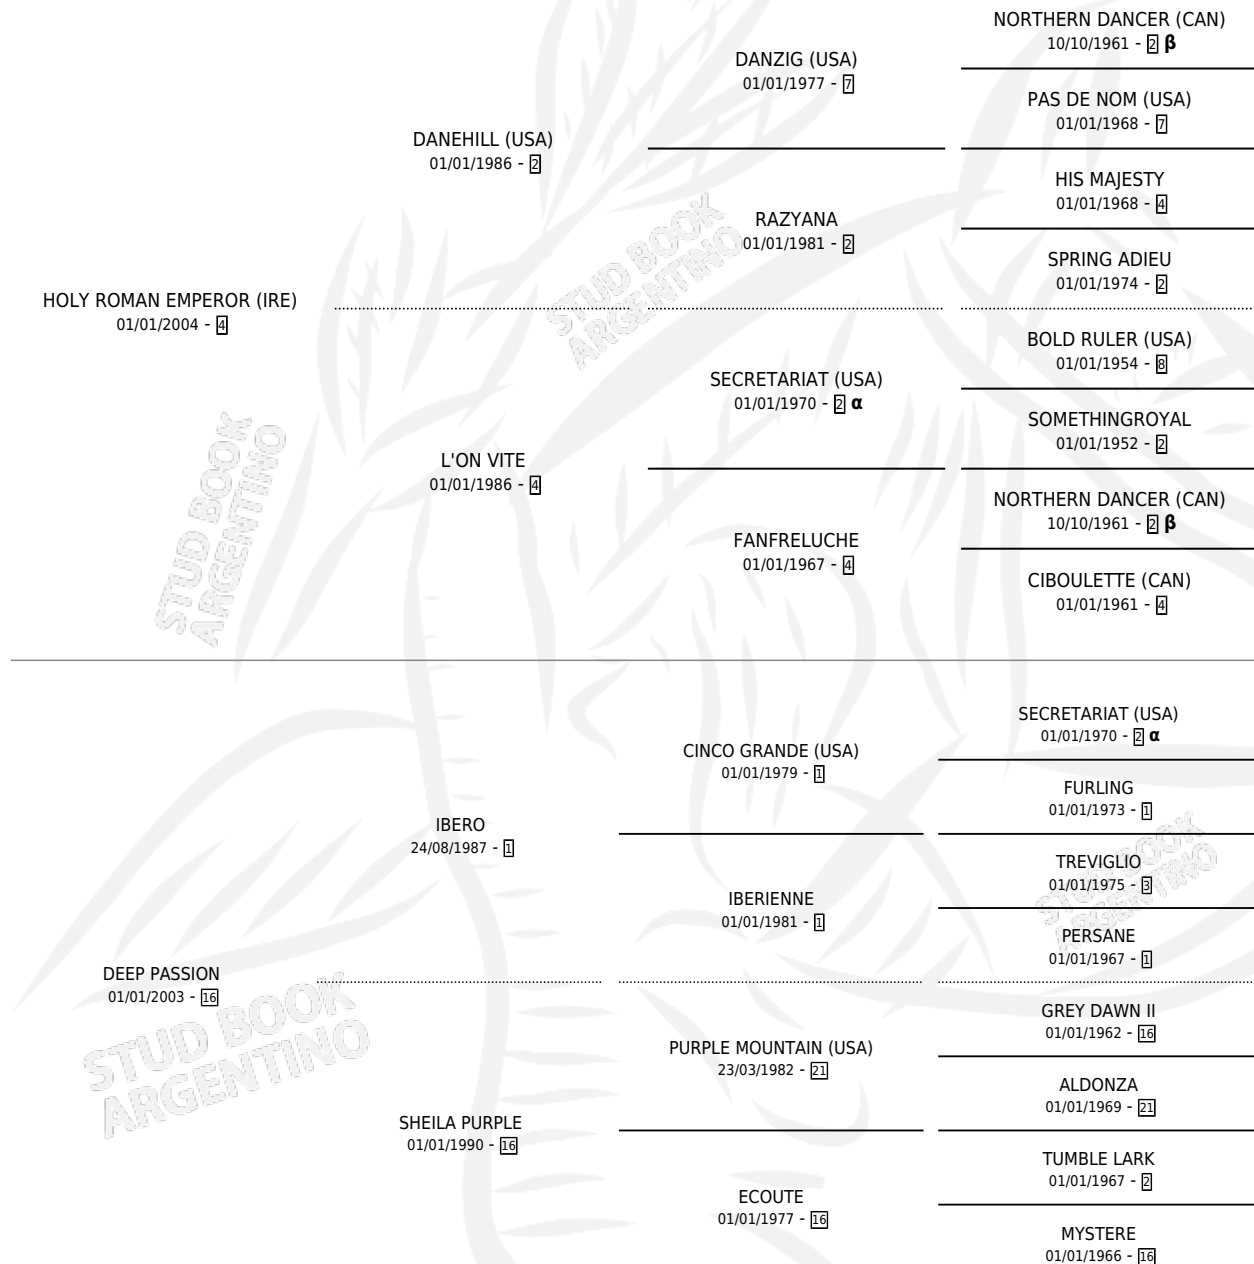 NORTHERN DANCER (CAN)
10/10/1961 - 2 β
DANZIG (USA)
01/01/1977 - 7
PAS DE NOM (USA)
01/01/1968 - 7
DANEHILL (USA)
01/01/1986 - 2
HIS MAJESTY
01/01/1968 - 4
RAZYANA
01/01/1981 - 2
SPRING ADIEU
01/01/1974 - 2
HOLY ROMAN EMPEROR (IRE)
01/01/2004 - 4
BOLD RULER (USA)
01/01/1954 - 8
SECRETARIAT (USA)
01/01/1970 - 2 α
SOMETHINGROYAL
01/01/1952 - 2
L'ON VITE
01/01/1986 - 4
NORTHERN DANCER (CAN)
10/10/1961 - 2 β
FANFRELUCHE
01/01/1967 - 4
CIBOULETTE (CAN)
01/01/1961 - 4
SECRETARIAT (USA)
01/01/1970 - 2 α
CINCO GRANDE (USA)
01/01/1979 - 1
FURLING
01/01/1973 - 1
IBERO
24/08/1987 - 1
TREVIGLIO
01/01/1975 - 3
IBERIENNE
01/01/1981 - 1
PERSANE
01/01/1967 - 1
DEEP PASSION
01/01/2003 - 16
GREY DAWN II
01/01/1962 - 16
PURPLE MOUNTAIN (USA)
23/03/1982 - 21
ALDONZA
01/01/1969 - 21
SHEILA PURPLE
01/01/1990 - 16
TUMBLE LARK
01/01/1967 - 2
ECOUTE
01/01/1977 - 16
MYSTERE
01/01/1966 - 16
STUD BOOK
ARGENTINO
STUD BOOK
ARGENTINO
STUD BOOK
ARGENTINO
STUD BOOK
ARGENTINO